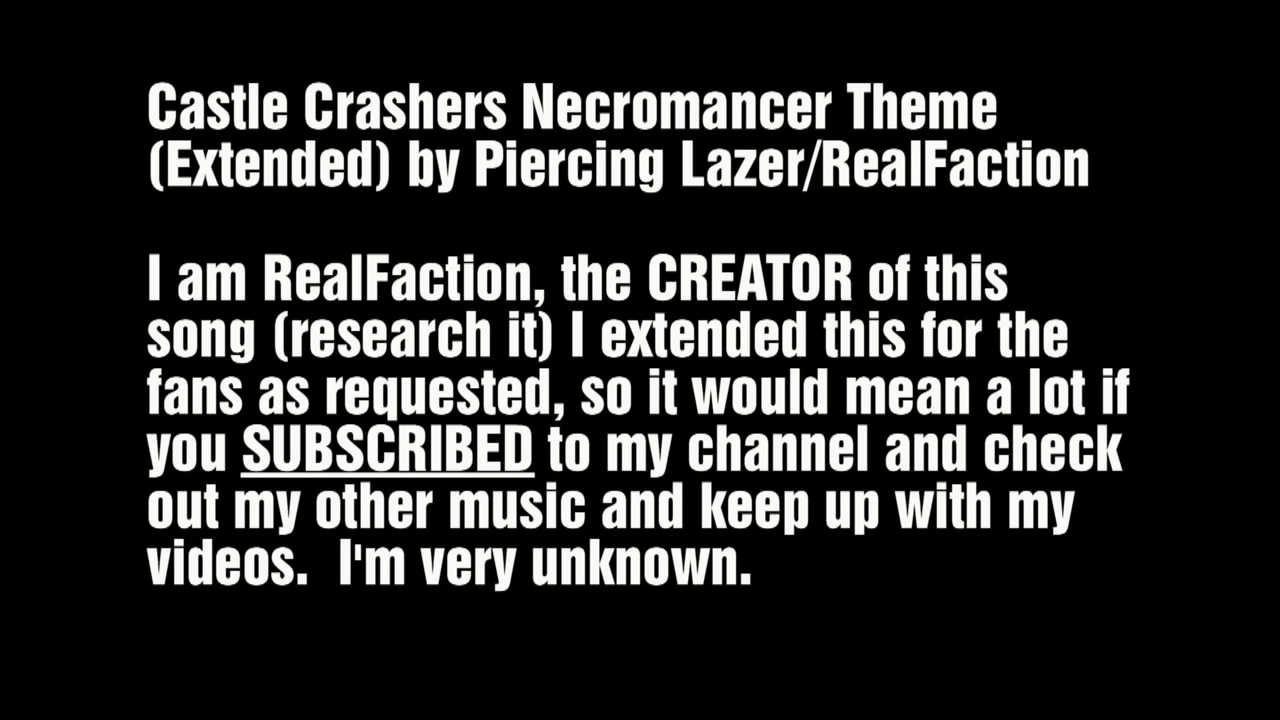 Castle Crashers Necromancer Theme
(Extended) by Piercing Lazer/RealFaction
I am RealFaction, the CREATOR of this
song (research it) I extended this for the
fans as requested, so it would mean a lot if
you SUBSCRIBED to my channel and check
out my other music and keep up with my
videos.  I'm very unknown.